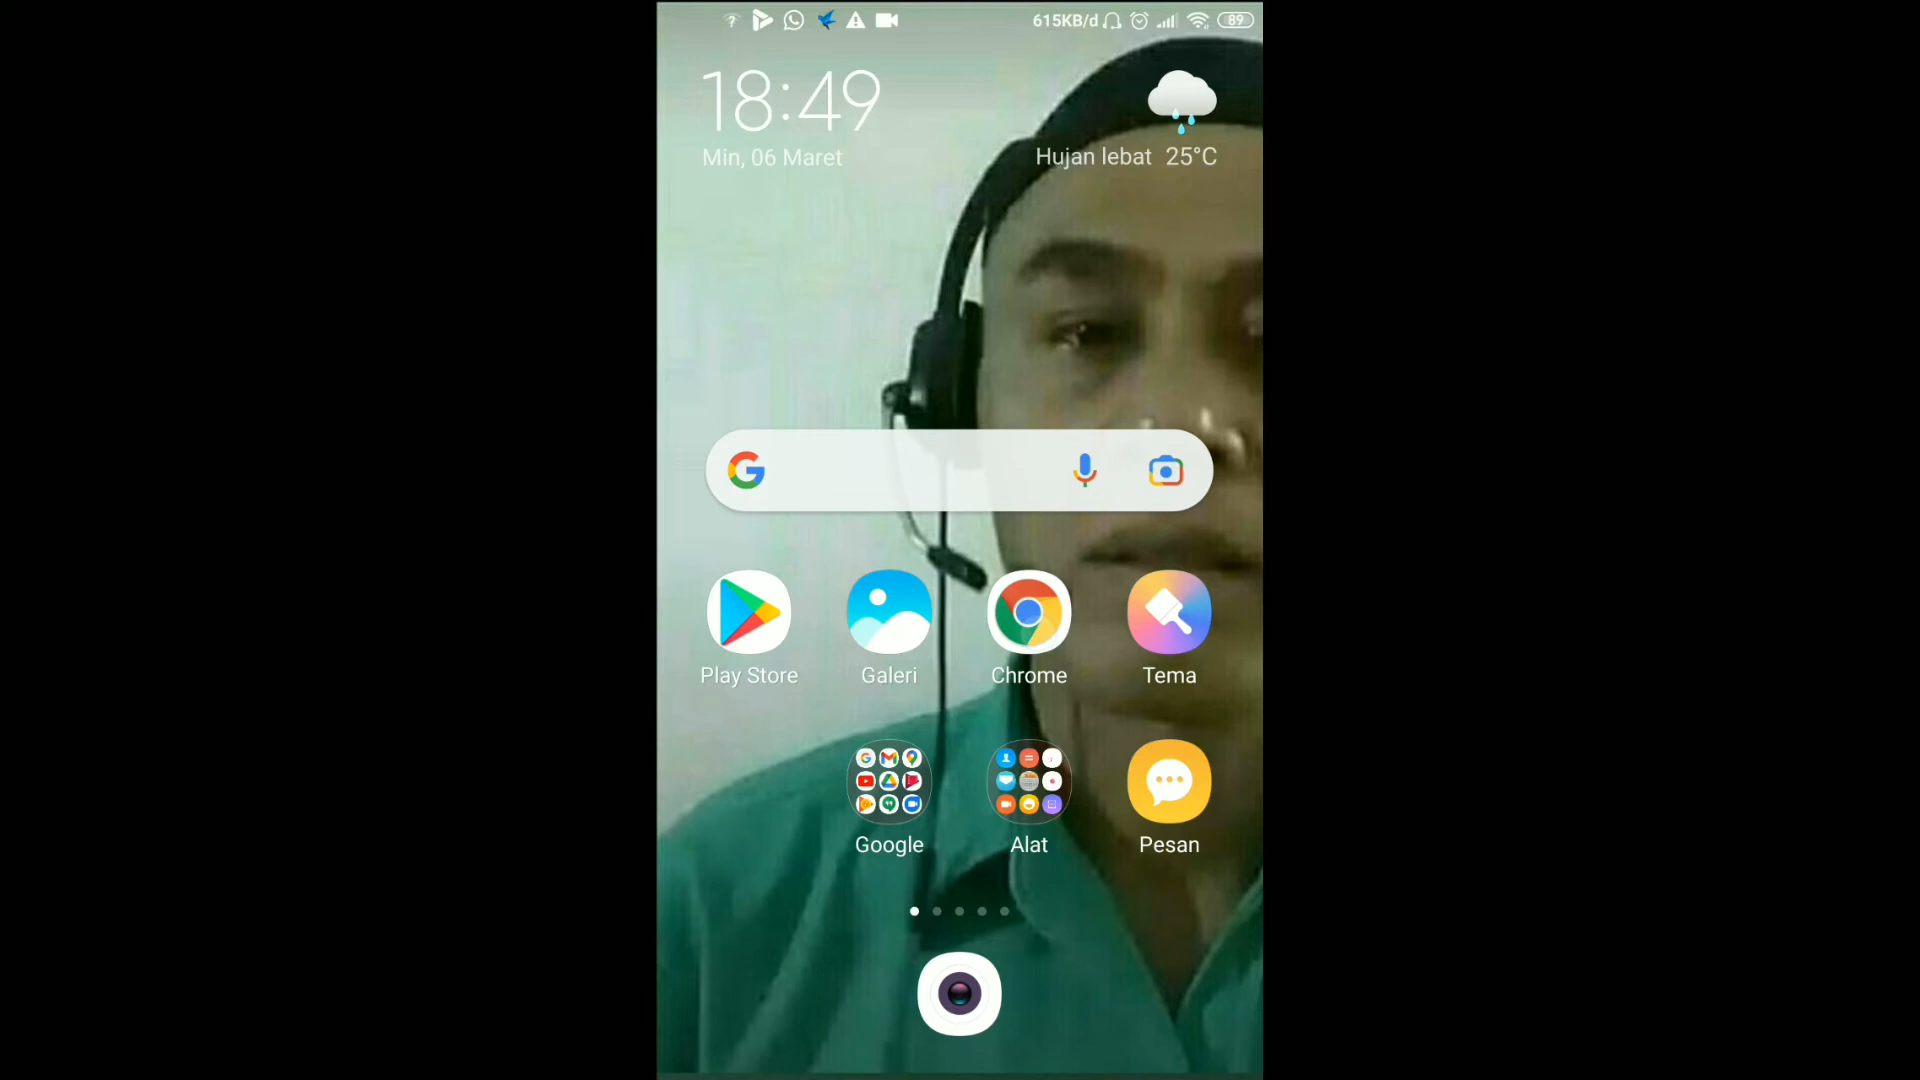 615KB/d 89
18:49
Min, 06 Maret
Hujan lebat 25°C
Play Store
Galeri
Chrome
Tema
Google
Alat
Pesan